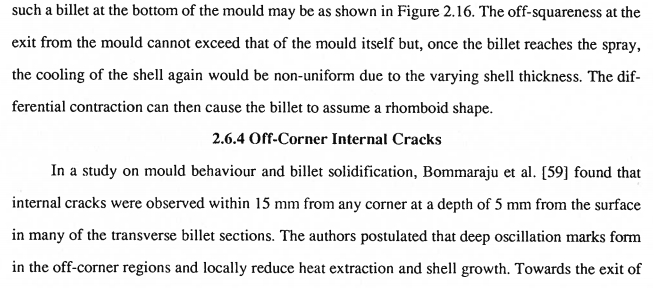 such a billet at the bottom of the mould may be as shown in Figure 2.16. The off-squareness at the
exit from the mould cannot exceed that of the mould itself but, once the billet reaches the spray,
the cooling of the shell again would be non-uniform due to the varying shell thickness. The dif-
ferential contraction can then cause the billet to assume a rhomboid shape.
2.6.4 Off-Corner Internal Cracks
In a study on mould behaviour and billet solidification, Bommaraju et al. [59] found that
internal cracks were observed within 15 mm from any corner at a depth of 5 mm from the surface
in many of the transverse billet sections. The authors postulated that deep oscillation marks form
in the off-corner regions and locally reduce heat extraction and shell growth. Towards the exit of